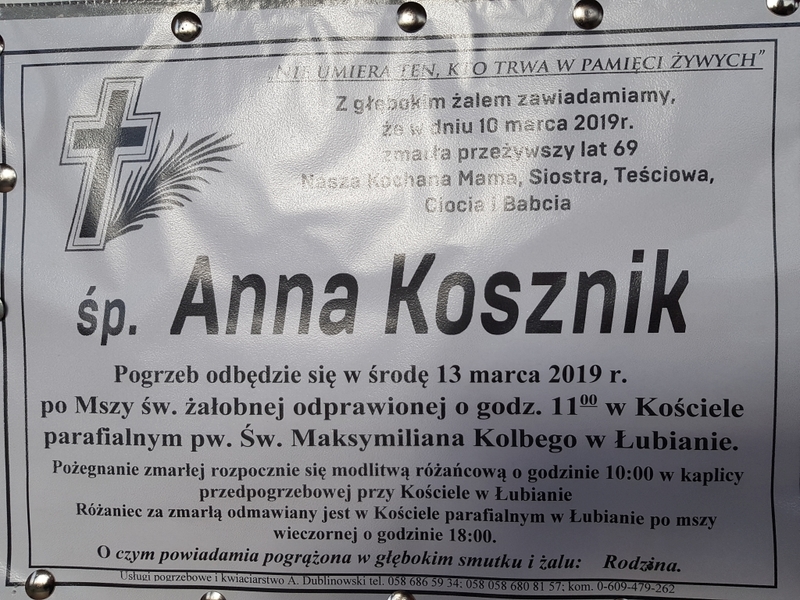 „NIE UMIERA TEN, KTO TRWA W PAMIĘCI ŻYWYCH”
Z głębokim żalem zawiadamiamy,
że w dniu 10 marca 2019r.
zmarła przeżywszy lat 69
Nasza Kochana Mama, Siostra, Teściowa,
Ciocia i Babcia
śp. Anna Kosznik
Pogrzeb odbędzie się w środę 13 marca 2019 r.
po Mszy św. żałobnej odprawionej o godz. 11⁰⁰ w Kościele
parafialnym pw. Św. Maksymiliana Kolbego w Łubianie.
Pożegnanie zmarłej rozpocznie się modlitwą różańcową o godzinie 10:00 w kaplicy
przedpogrzebowej przy Kościele w Łubianie
Różaniec za zmarłą odmawiany jest w Kościele parafialnym w Łubianie po mszy
wieczornej o godzinie 18:00.
O czym powiadamia pogrążona w głębokim smutku i żalu: Rodzina.
Usługi pogrzebowe i kwiaciarstwo A. Dublinowski tel. 058 686 59 34; 058 058 680 81 57; kom. 0-609-479-262